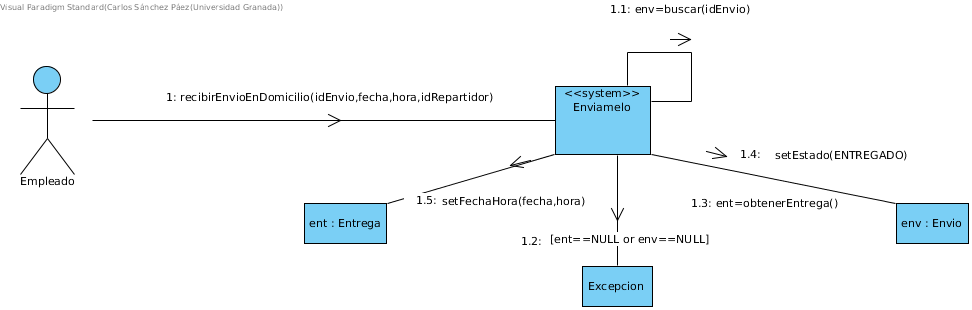 Visual Paradigm Standard(Carlos Sánchez Páez(Universidad Granada))
1.1: env=buscar(idEnvio)
1: recibirEnvioEnDomicilio(idEnvio,fecha,hora,idRepartidor)
<<system>>
Enviamelo
1.4: setEstado(ENTREGADO)
Empleado
1.5: setFechaHora(fecha,hora)
1.3: ent=obtenerEntrega()
ent : Entrega
env : Envio
1.2: [ent==NULL or env==NULL]
Excepcion